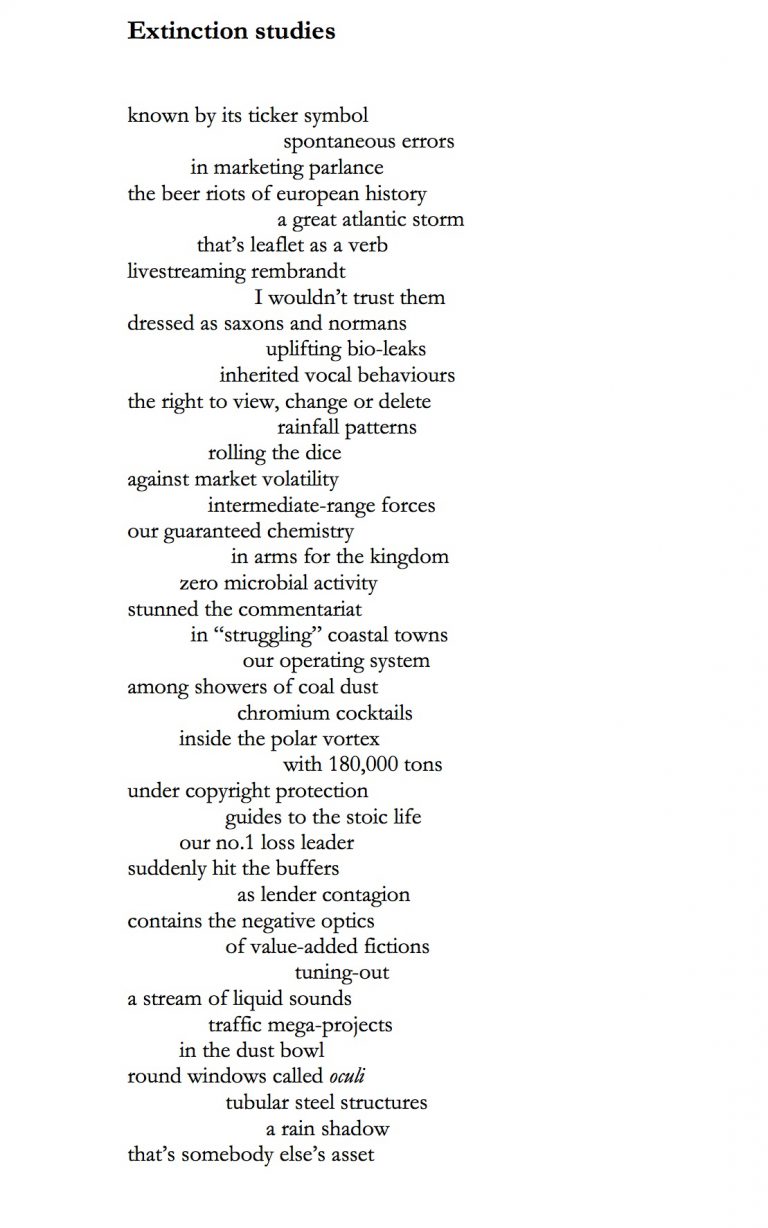 Extinction studies
known by its ticker symbol
spontaneous errors
in marketing parlance
the beer riots of european history
a great atlantic storm
that’s leaflet as a verb
livestreaming rembrandt
I wouldn’t trust them
dressed as saxons and normans
uplifting bio-leaks
inherited vocal behaviours
the right to view, change or delete
rainfall patterns
rolling the dice
against market volatility
intermediate-range forces
our guaranteed chemistry
in arms for the kingdom
zero microbial activity
stunned the commentariat
in “struggling” coastal towns
our operating system
among showers of coal dust
chromium cocktails
inside the polar vortex
with 180,000 tons
under copyright protection
guides to the stoic life
our no.1 loss leader
suddenly hit the buffers
as lender contagion
contains the negative optics
of value-added fictions
tuning-out
a stream of liquid sounds
traffic mega-projects
in the dust bowl
round windows called oculi
tubular steel structures
a rain shadow
that’s somebody else’s asset